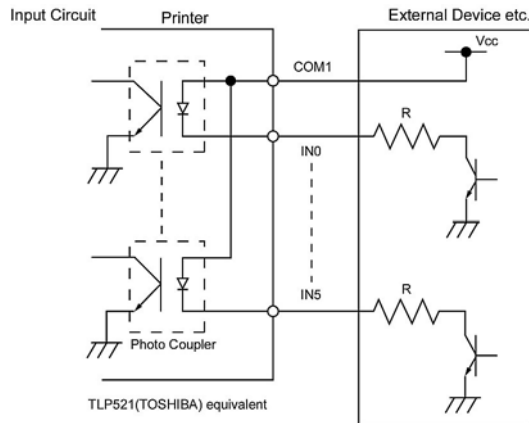 Input Circuit
Printer
External Device etc.
Vcc
COM1
R
IN0
R
IN5
Photo Coupler
TLP521(TOSHIBA) equivalent